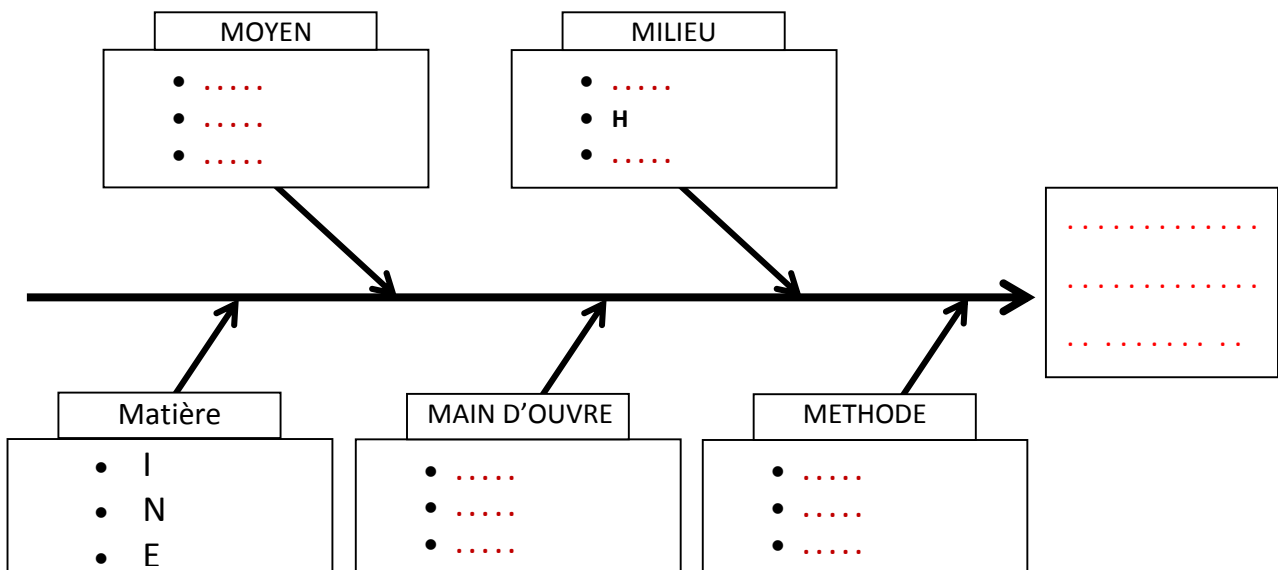 MOYEN
• .....
• .....
• .....
MILIEU
• .....
• H
• .....
. . . . . . . . . . . . .
. . . . . . . . . . . . .
. . . . . . . . . . .
Matière
• I
• N
• E
MAIN D’OUVRE
• .....
• .....
• .....
METHODE
• .....
• .....
• .....